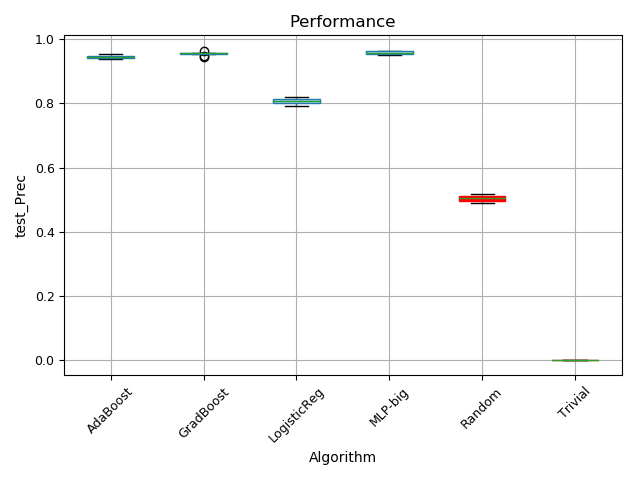 Performance
test_Prec
1.0
0.8
0.6
0.4
0.2
0.0
AdaBoost
GradBoost
LogisticReg
MLP-big
Random
Trivial
Algorithm